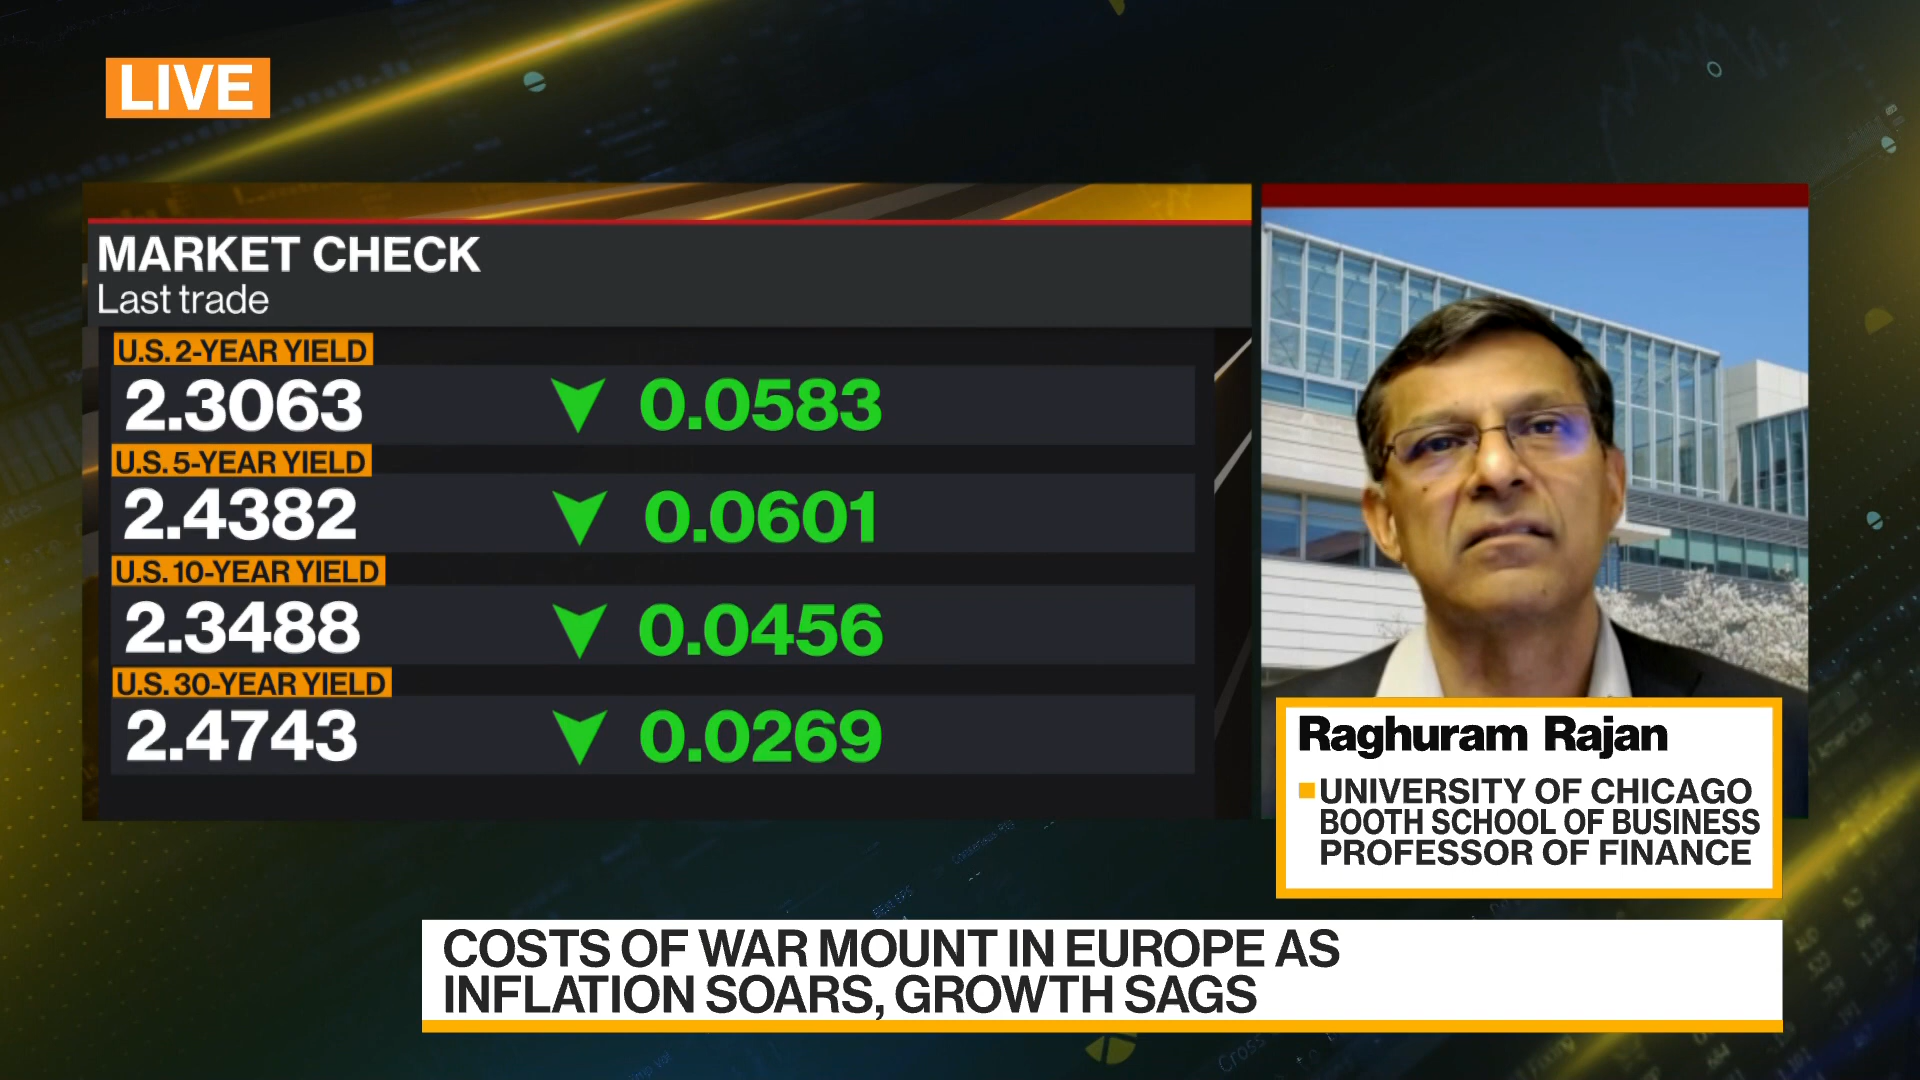 LIVE
MARKET CHECK
Last trade
U.S. 2-YEAR YIELD
2.3063 0.0583
U.S. 5-YEAR YIELD
2.4382 0.0601
U.S. 10-YEAR YIELD
2.3488 0.0456
U.S. 30-YEAR YIELD
2.4743 0.0269
Raghuram Rajan
UNIVERSITY OF CHICAGO
BOOTH SCHOOL OF BUSINESS
PROFESSOR OF FINANCE
COSTS OF WAR MOUNT IN EUROPE AS
INFLATION SOARS, GROWTH SAGS
Cross